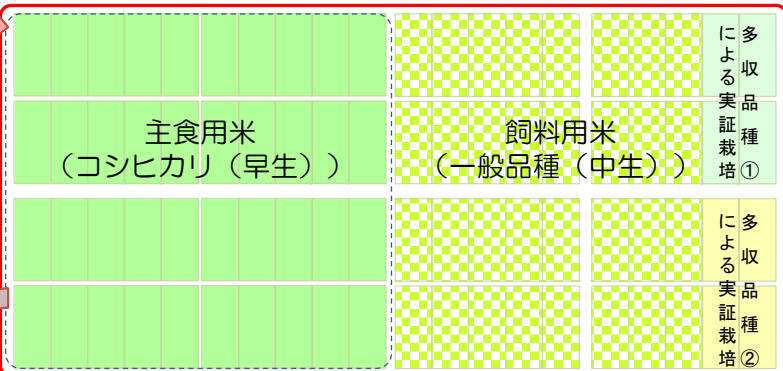 主食用米
(コシヒカリ(早生))
飼料用米
(一般品種(中生))
多収品種①
による実証栽培
多収品種②
による実証栽培